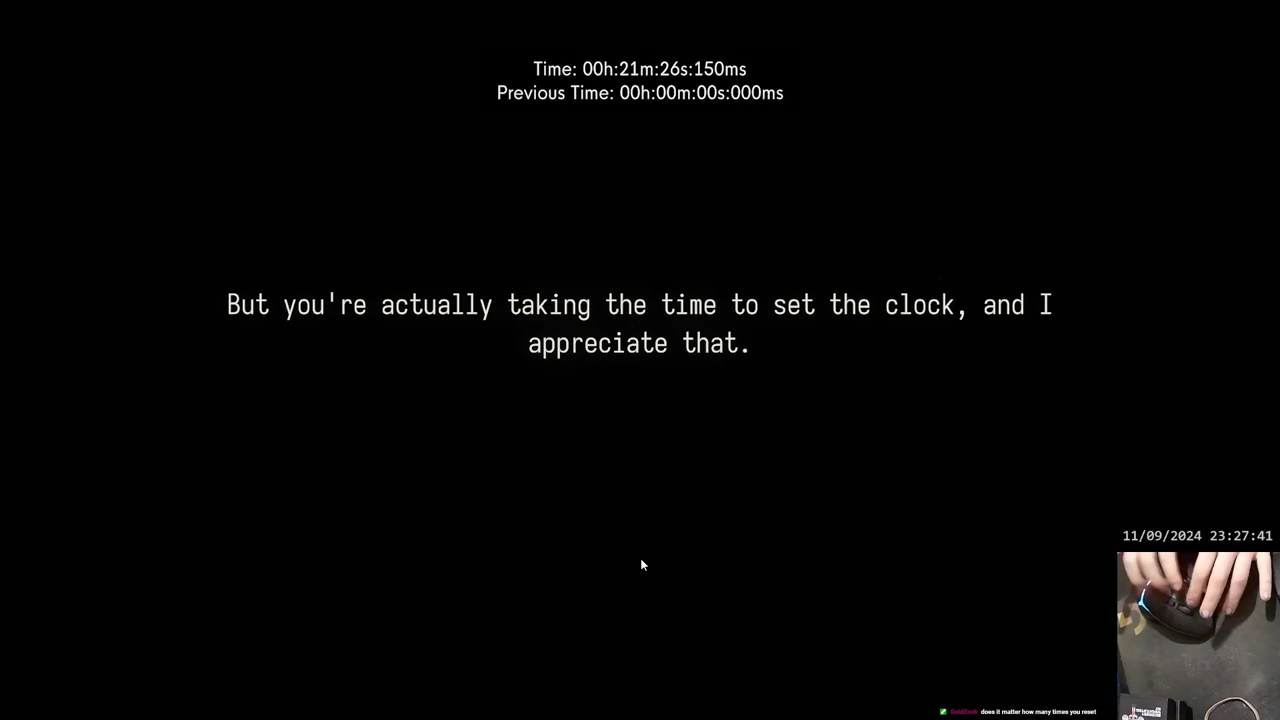 Time: 00h:21m:26s:150ms
Previous Time: 00h:00m:00s:000ms
But you're actually taking the time to set the clock, and I
appreciate that.
11/09/2024 23:27:41
does it matter how many times you reset